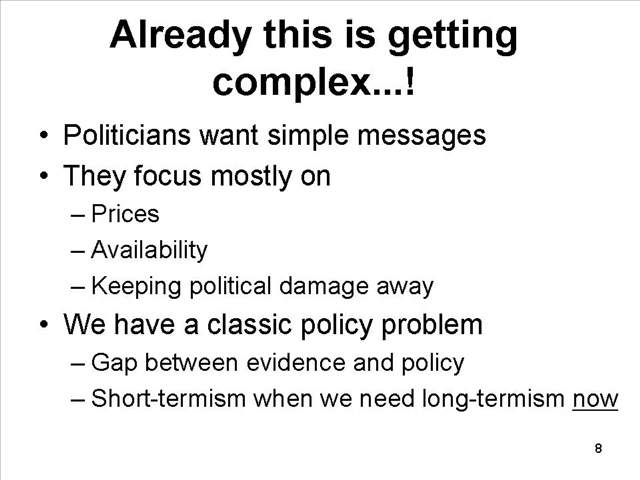 Already this is getting
complex...!
• Politicians want simple messages
• They focus mostly on
– Prices
– Availability
– Keeping political damage away
• We have a classic policy problem
– Gap between evidence and policy
– Short-termism when we need long-termism now
8